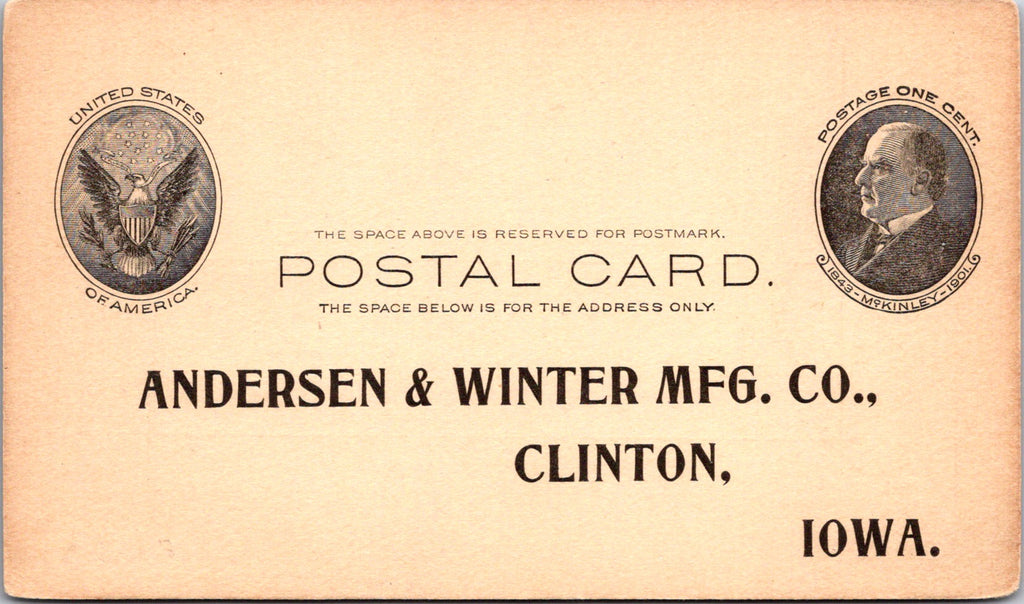 UNITED STATES
OF AMERICA.
POSTAGE ONE CENT.
1843-McKINLEY-1901.
THE SPACE ABOVE IS RESERVED FOR POSTMARK.
POSTAL CARD.
THE SPACE BELOW IS FOR THE ADDRESS ONLY.
ANDERSEN & WINTER MFG. CO.,
CLINTON,
IOWA.